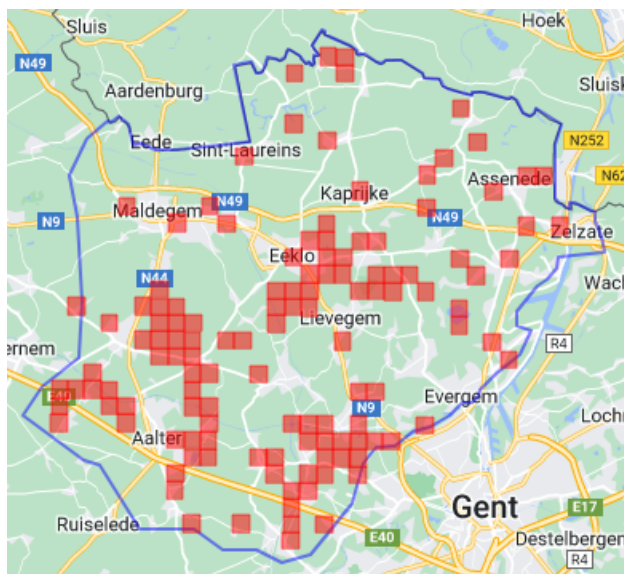 Sluis
Hoek
N49
Sluisk
Aardenburg
Eede
N252
Sint-Laureins
N62
Assenede
Kaprijke
N49
Maldegem
N49
N9
Zelzate
Eeklo
Wach
N44
Lievegem
R4
ernem
E40
N9
Evergem
Lochr
Aalter
Gent
E17
Ruiselede
E40
Destelbergen
R4